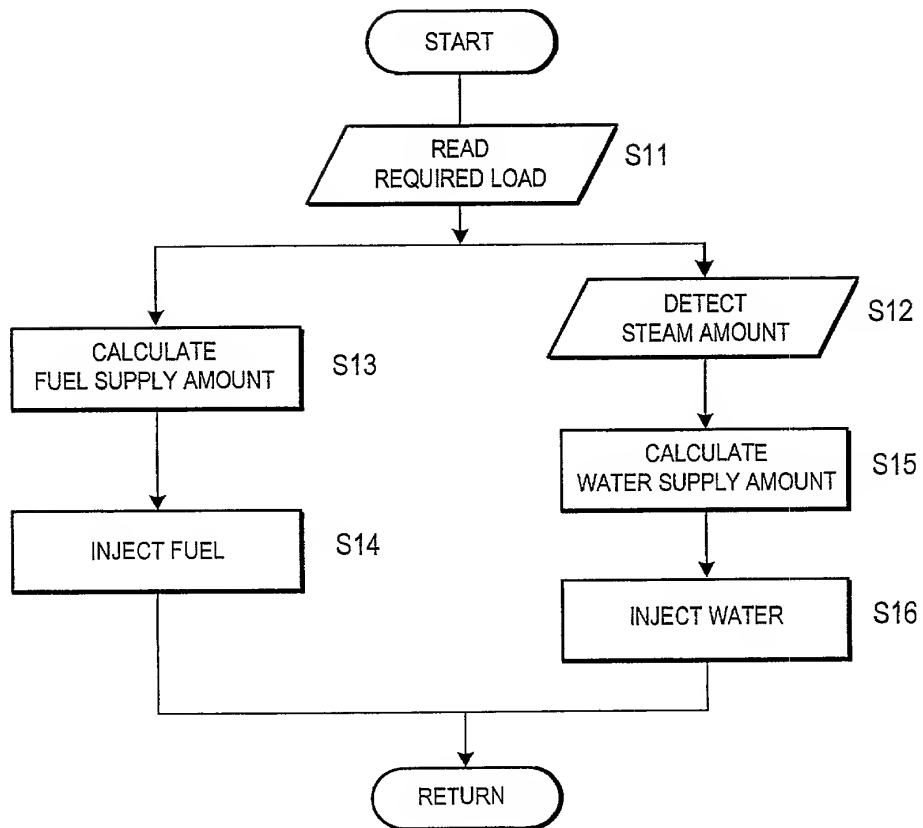 START
READ
REQUIRED LOAD
S11
DETECT
STEAM AMOUNT
S12
CALCULATE
FUEL SUPPLY AMOUNT
S13
CALCULATE
WATER SUPPLY AMOUNT
S15
INJECT FUEL
S14
INJECT WATER
S16
RETURN